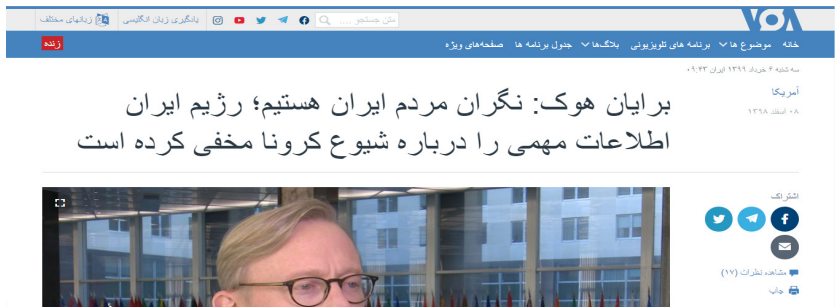 VOA
متن جستجو ....
یادگیری زبان انگلیسی
زبانهای مختلف
خانه موضوع ها برنامه های تلویزیونی بلاگ‌ها جدول برنامه ها صفحه‌های ویژه
زنده
سه شنبه ۶ خرداد ۱۳۹۹ ایران ۰۹:۴۳
آمریکا
۰۸ اسفند ۱۳۹۸
برایان هوک: نگران مردم ایران هستیم؛ رژیم ایران
اطلاعات مهمی را درباره شیوع کرونا مخفی کرده است
اشتراک
مشاهده نظرات (۱۷)
چاپ